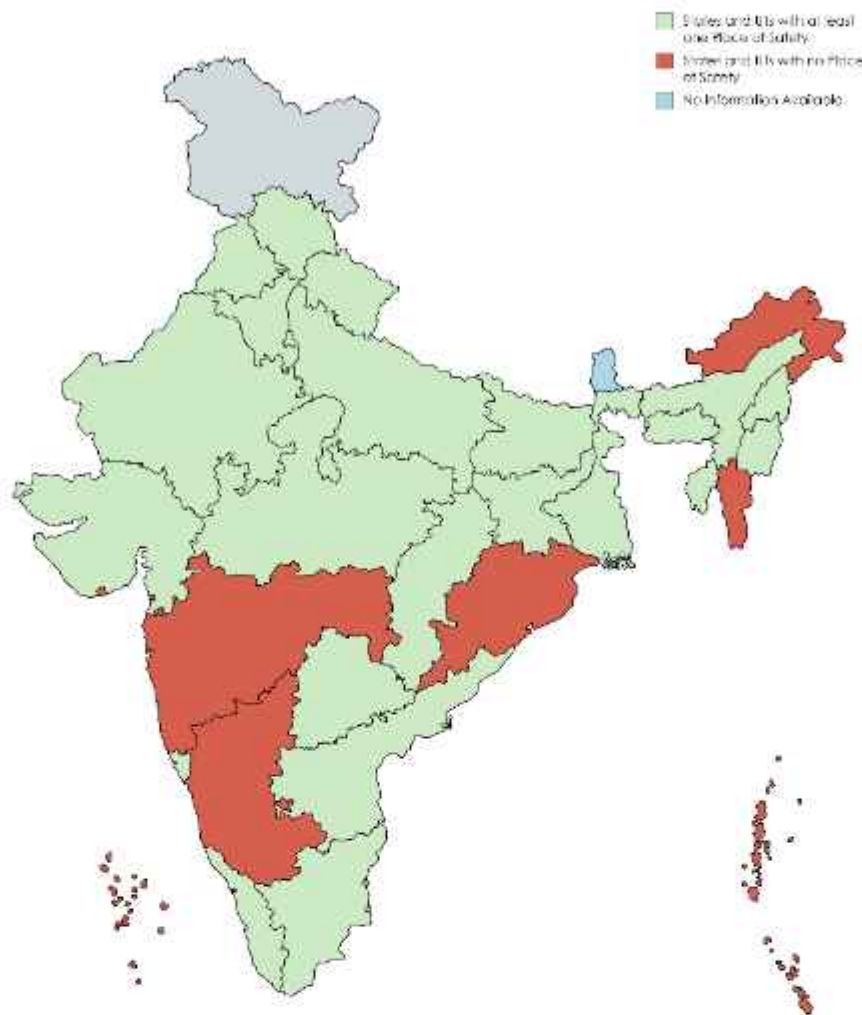 States and UTs with at least
one Place of Safety
States and UTs with no Place
of Safety
No Information Available